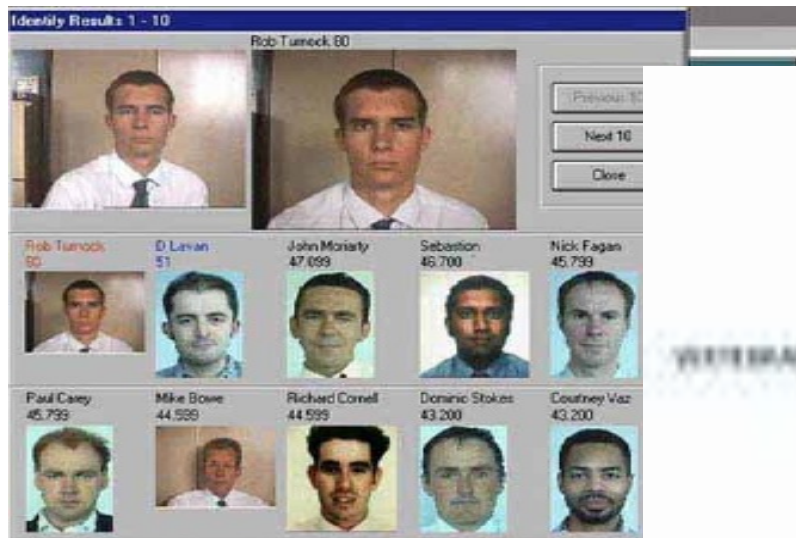 Identify Results 1 - 10
Rob Turnock 80
Previous 10
Next 10
Close
Rob Turnock
80
D Lavan
51
John Moriarty
47.099
Sebastion
46.700
Nick Fagan
45.799
Paul Carey
45.799
Mike Bowe
44.599
Richard Cornell
44.599
Dominic Stokes
43.200
Courtney Vaz
43.200